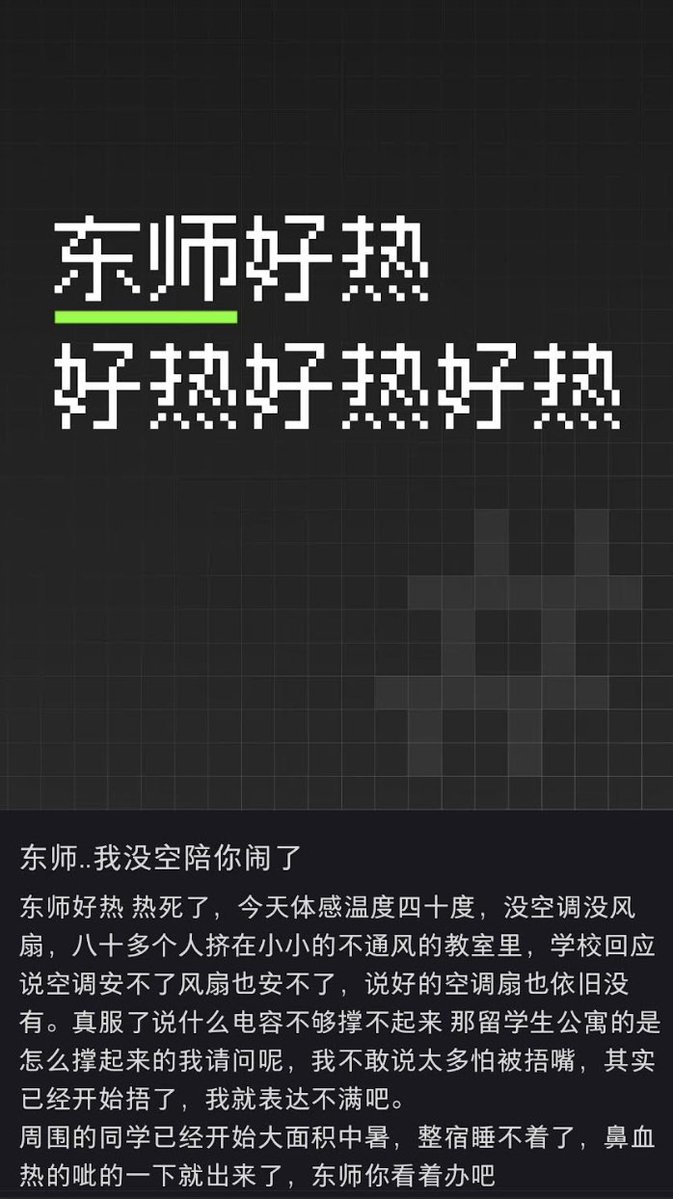 东师好热
好热好热好热
东师..我没空陪你闹了
东师好热 热死了，今天体感温度四十度，没空调没风
扇，八十多个人挤在小小的不通风的教室里，学校回应
说空调安不了风扇也安不了，说好的空调扇也依旧没
有。真服了说什么电容不够撑不起来 那留学生公寓的是
怎么撑起来的我请问呢，我不敢说太多怕被捂嘴，其实
已经开始捂了，我就表达不满吧。
周围的同学已经开始大面积中暑，整宿睡不着了，鼻血
热的呲的一下就出来了，东师你看着办吧